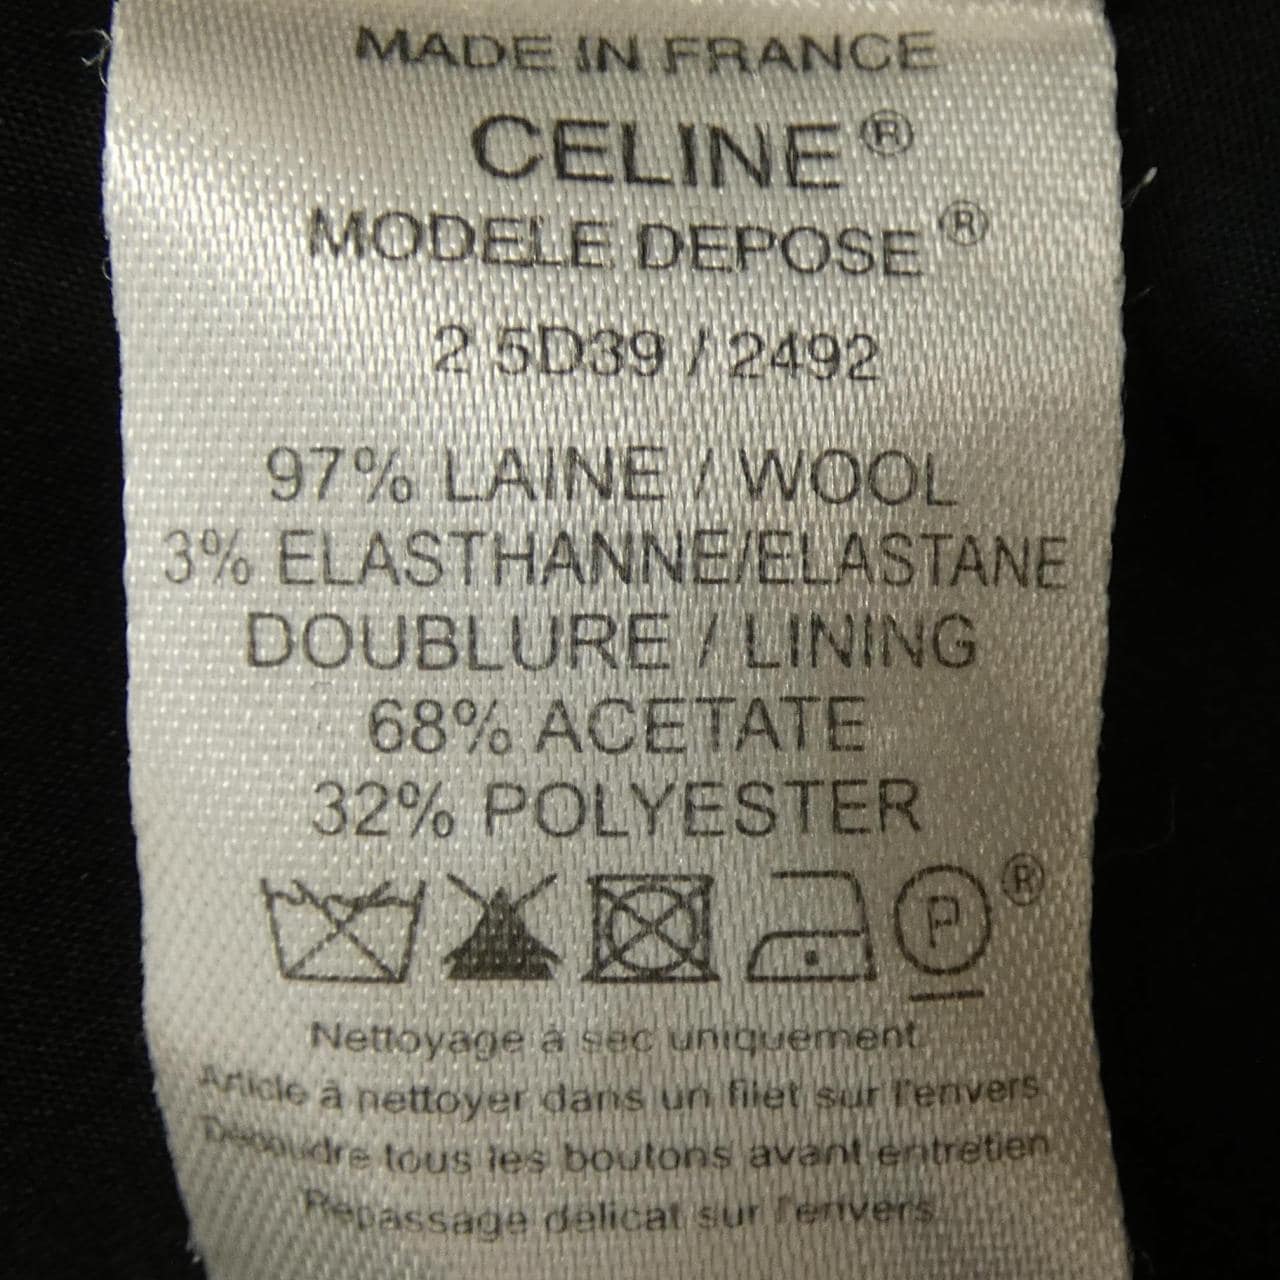 MADE IN FRANCE
CELINE®
MODELE DEPOSE®
2 5D39 / 2492
97% LAINE / WOOL
3% ELASTHANNE/ELASTANE
DOUBLURE / LINING
68% ACETATE
32% POLYESTER
P®
Nettoyage à sec uniquement
Article à nettoyer dans un filet sur l'envers
Découdre tous les boutons avant entretien
Repassage délicat sur l'envers